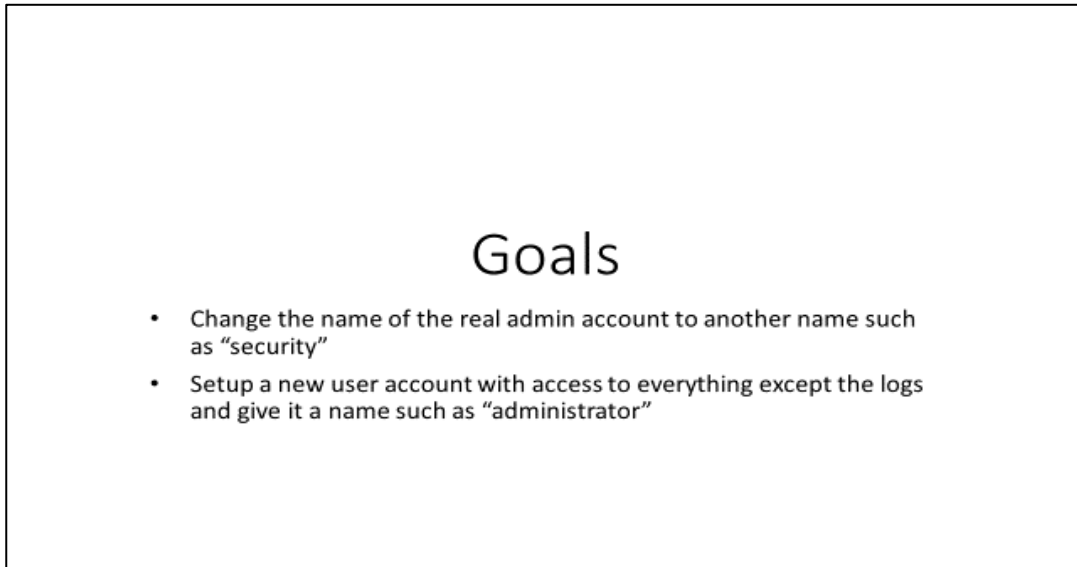 Goals
• Change the name of the real admin account to another name such
as “security”
• Setup a new user account with access to everything except the logs
and give it a name such as “administrator”